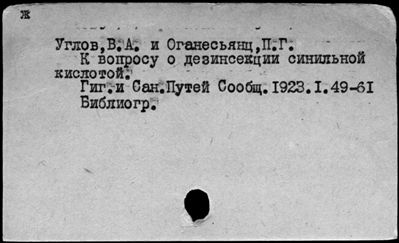 ж
Углов,В.А. и Оганесьянц,П.Г.
К вопросу о дезинсекции синильной
кислотой.
Гиг.и Сан.Путей Сообщ.1923.I.49-61
Библиогр.